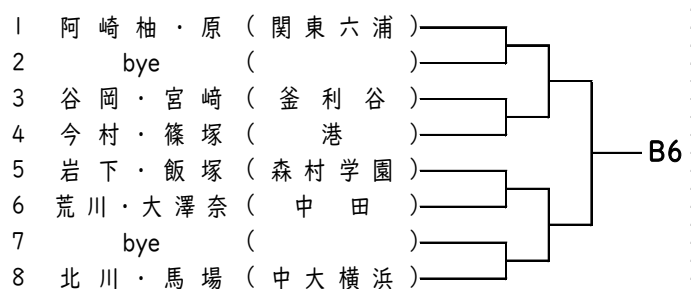 1 阿崎柚・原 (関東六浦)
2 bye ( )
3 谷岡・宮﨑 (釜利谷)
4 今村・篠塚 (港)
B6
5 岩下・飯塚 (森村学園)
6 荒川・大澤奈 (中田)
7 bye ( )
8 北川・馬場 (中大横浜)